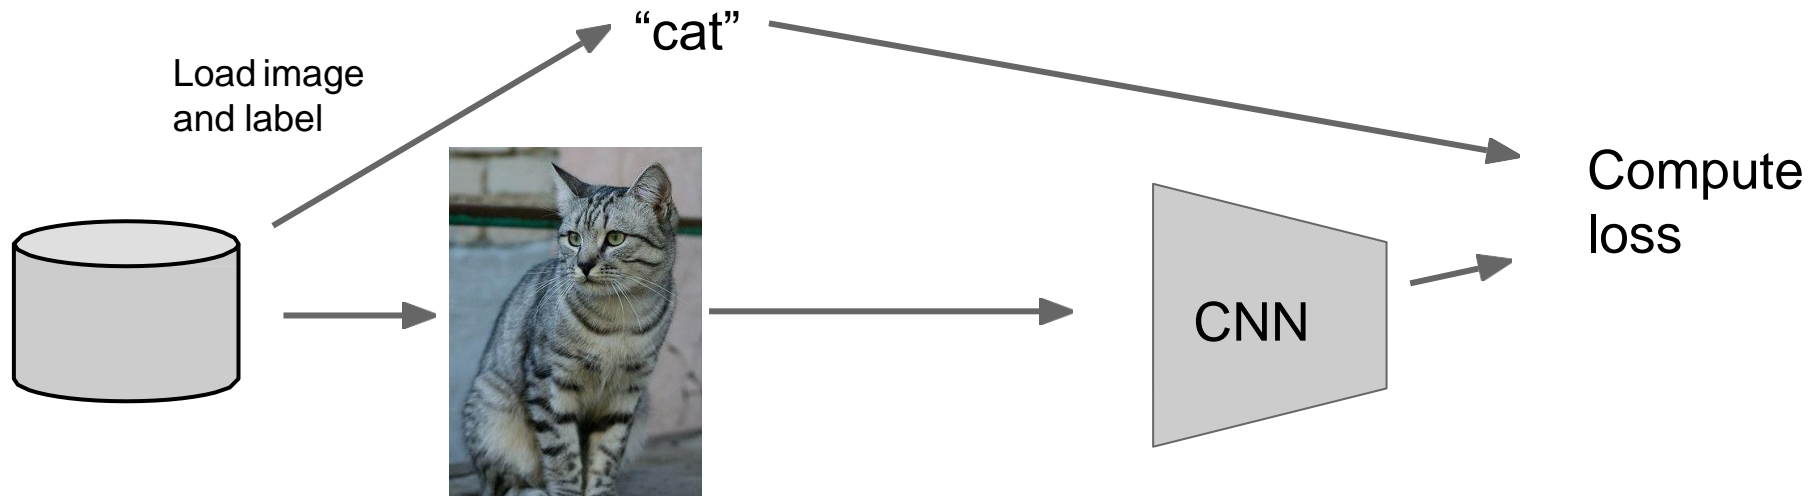 “cat”
Load image
and label
Compute
loss
CNN